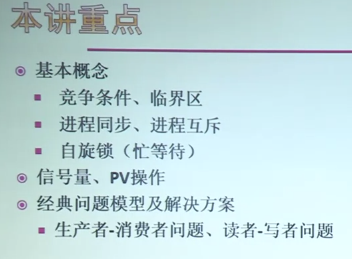 本讲重点
基本概念
竞争条件、临界区
进程同步、进程互斥
自旋锁（忙等待）
信号量、PV操作
经典问题模型及解决方案
生产者-消费者问题、读者-写者问题